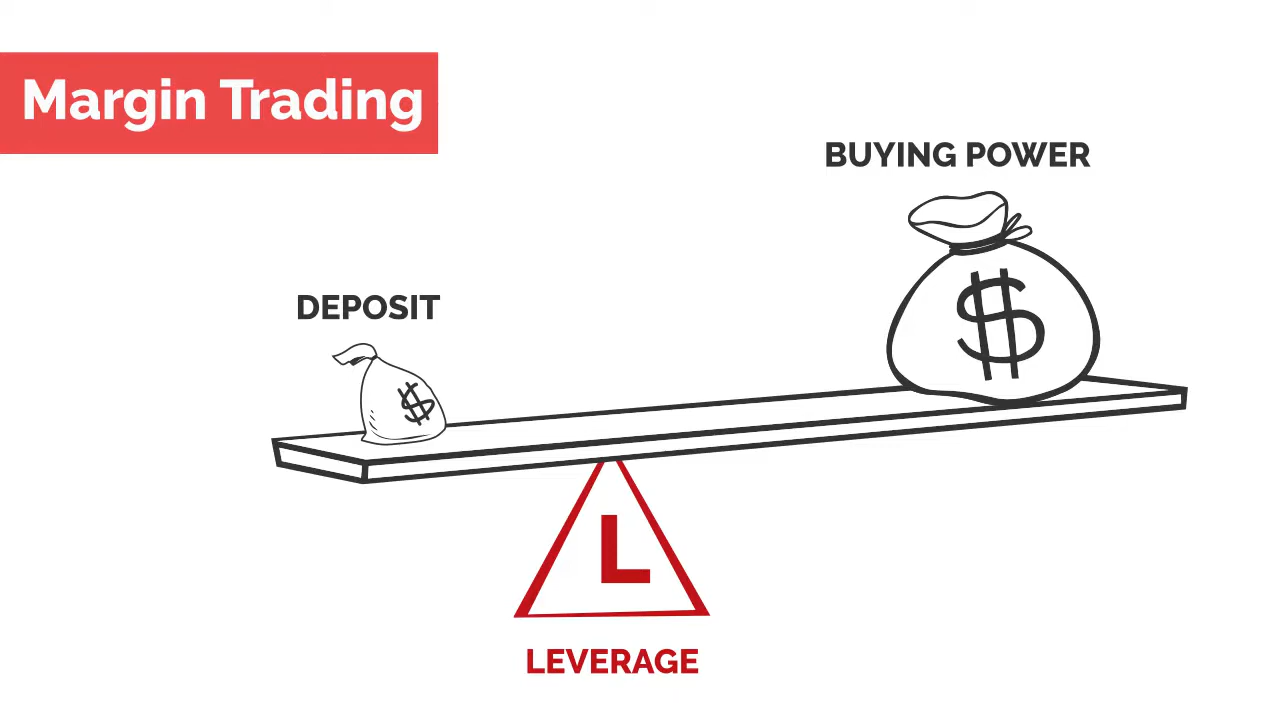 Margin Trading
BUYING POWER
$
DEPOSIT
$
L
LEVERAGE